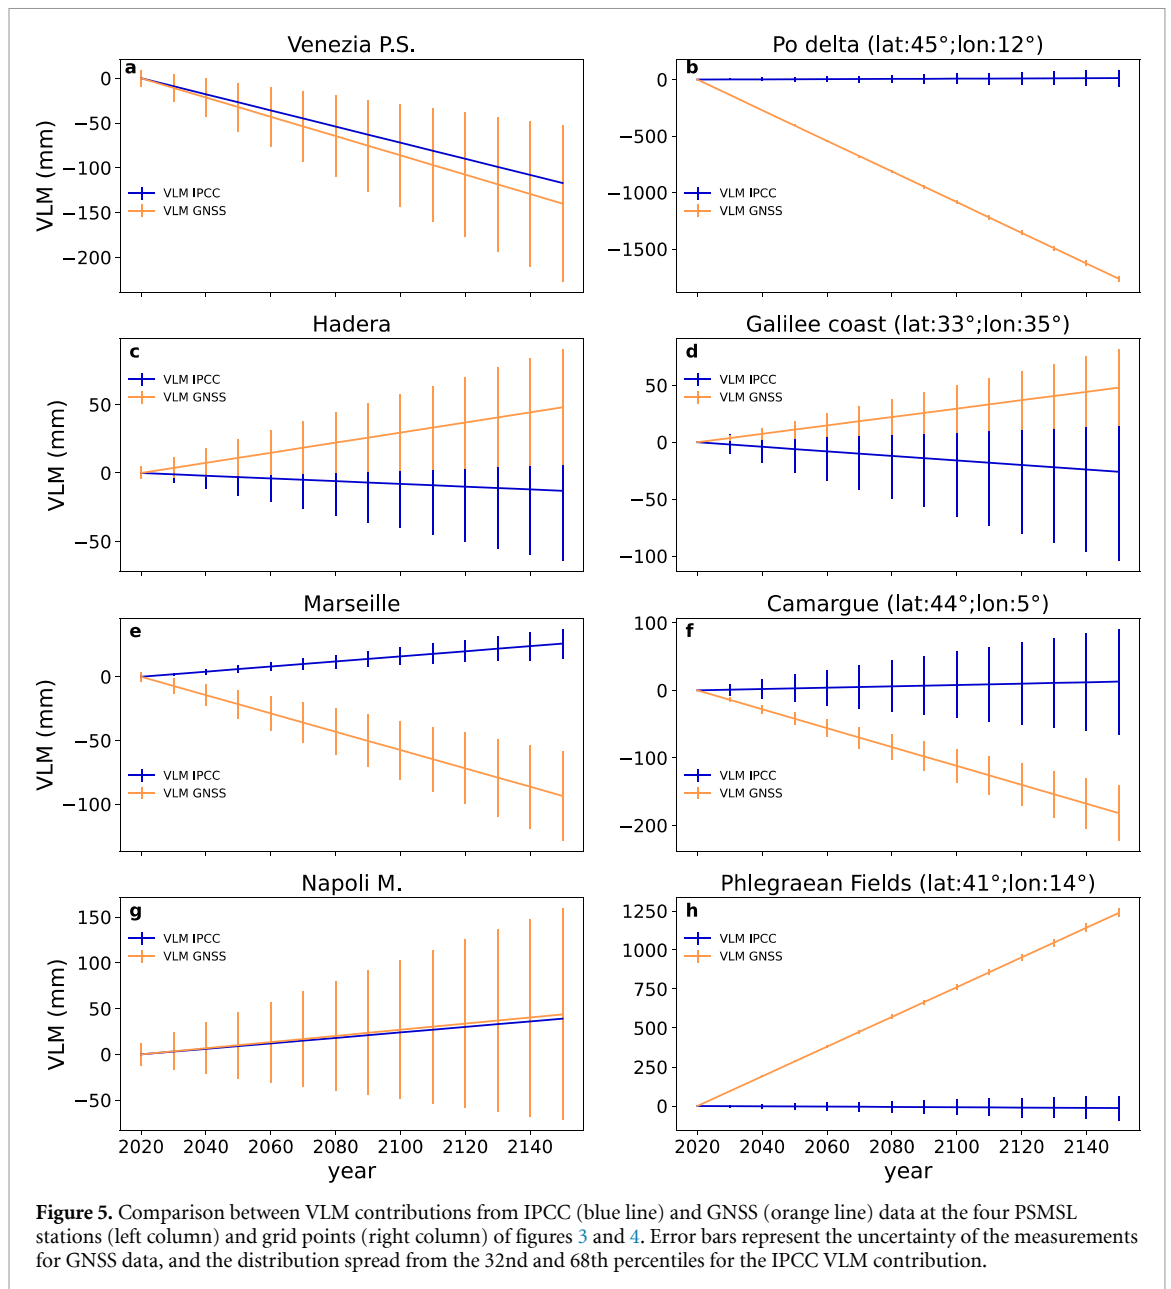 Venezia P.S.
a
0
−50
−100
−150
−200
VLM (mm)
VLM IPCC
VLM GNSS
Po delta (lat:45°;lon:12°)
b
0
−500
−1000
−1500
VLM IPCC
VLM GNSS
Hadera
c
50
0
−50
VLM (mm)
VLM IPCC
VLM GNSS
Galilee coast (lat:33°;lon:35°)
d
50
0
−50
−100
VLM IPCC
VLM GNSS
Marseille
e
0
−50
−100
VLM (mm)
VLM IPCC
VLM GNSS
Camargue (lat:44°;lon:5°)
f
100
0
−100
−200
VLM IPCC
VLM GNSS
Napoli M.
g
150
100
50
0
−50
VLM (mm)
VLM IPCC
VLM GNSS
2020 2040 2060 2080 2100 2120 2140
year
Phlegraean Fields (lat:41°;lon:14°)
h
1250
1000
750
500
250
0
VLM IPCC
VLM GNSS
2020 2040 2060 2080 2100 2120 2140
year
Figure 5. Comparison between VLM contributions from IPCC (blue line) and GNSS (orange line) data at the four PSMSL
stations (left column) and grid points (right column) of figures 3 and 4. Error bars represent the uncertainty of the measurements
for GNSS data, and the distribution spread from the 32nd and 68th percentiles for the IPCC VLM contribution.